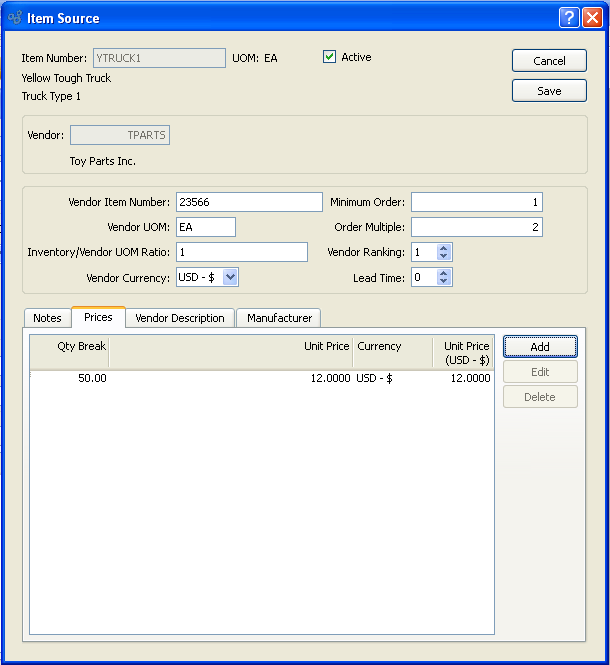 Item Source
Item Number: YTRUCK1 UOM: EA Active Cancel
Yellow Tough Truck
Truck Type 1 Save
Vendor: TPARTS
Toy Parts Inc.
Vendor Item Number: 23566 Minimum Order: 1
Vendor UOM: EA Order Multiple: 2
Inventory/Vendor UOM Ratio: 1 Vendor Ranking: 1
Vendor Currency: USD - $ Lead Time: 0
Notes Prices Vendor Description Manufacturer
Qty Break Unit Price Currency Unit Price (USD - $) Add
50.00 12.0000 USD - $ 12.0000 Edit
Delete